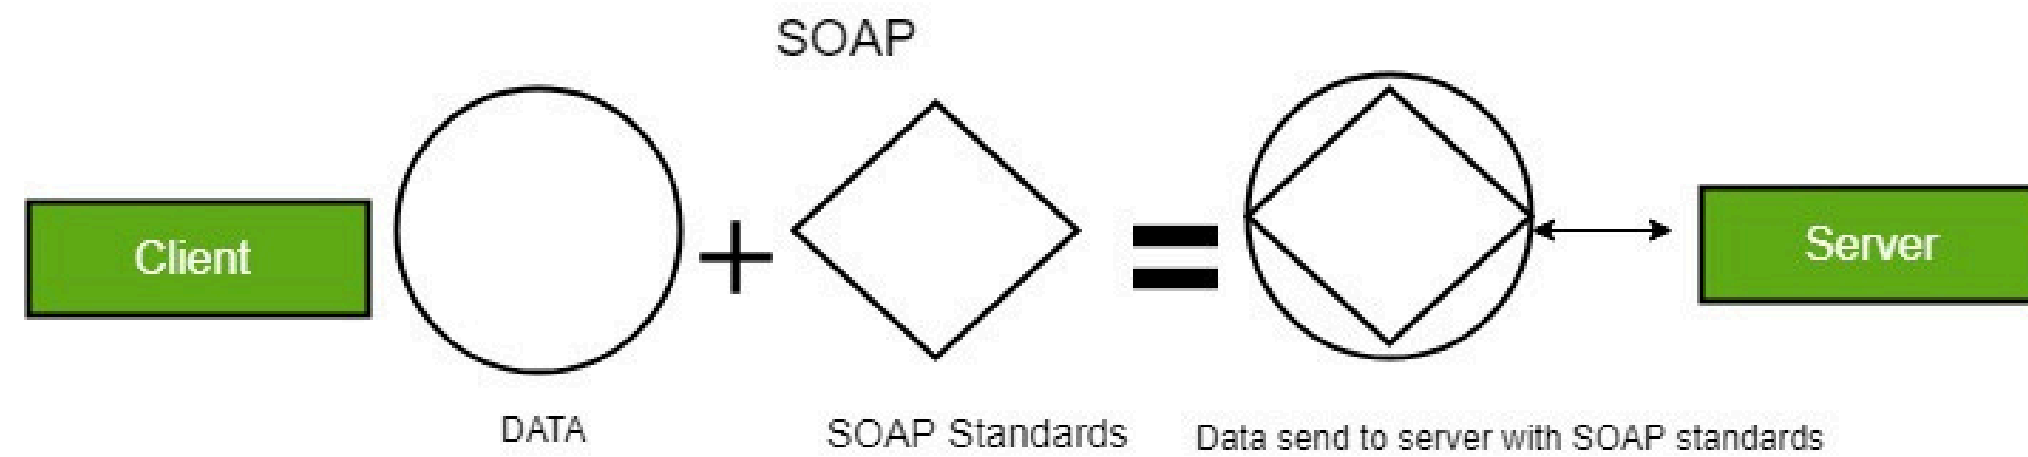 SOAP
Client
Server
DATA
SOAP Standards
Data send to server with SOAP standards